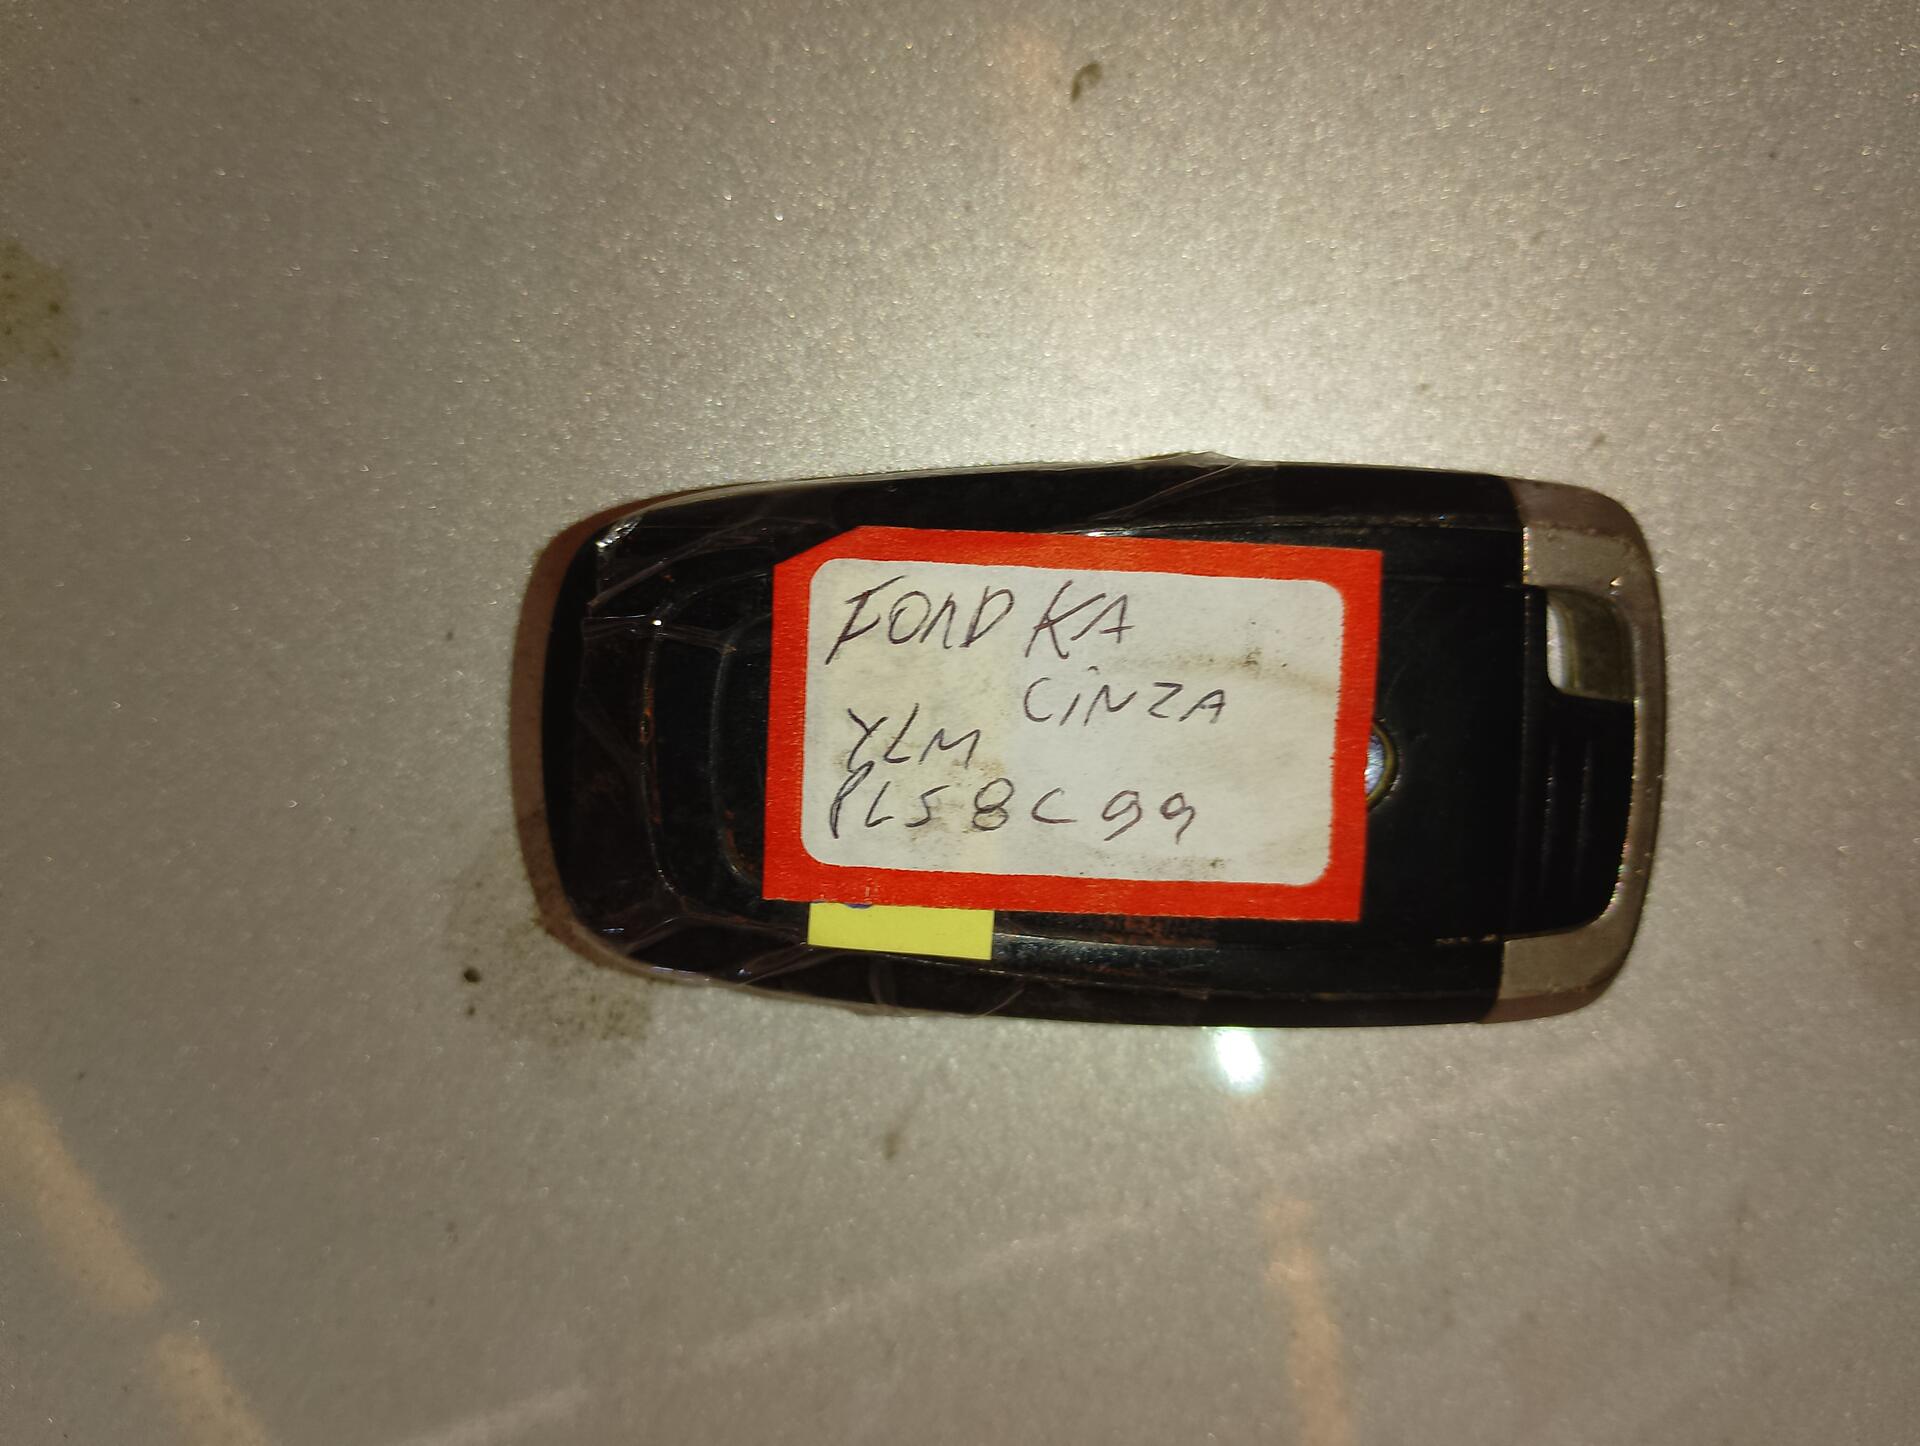 FORD KA
CINZA
YLM
PLS8C99